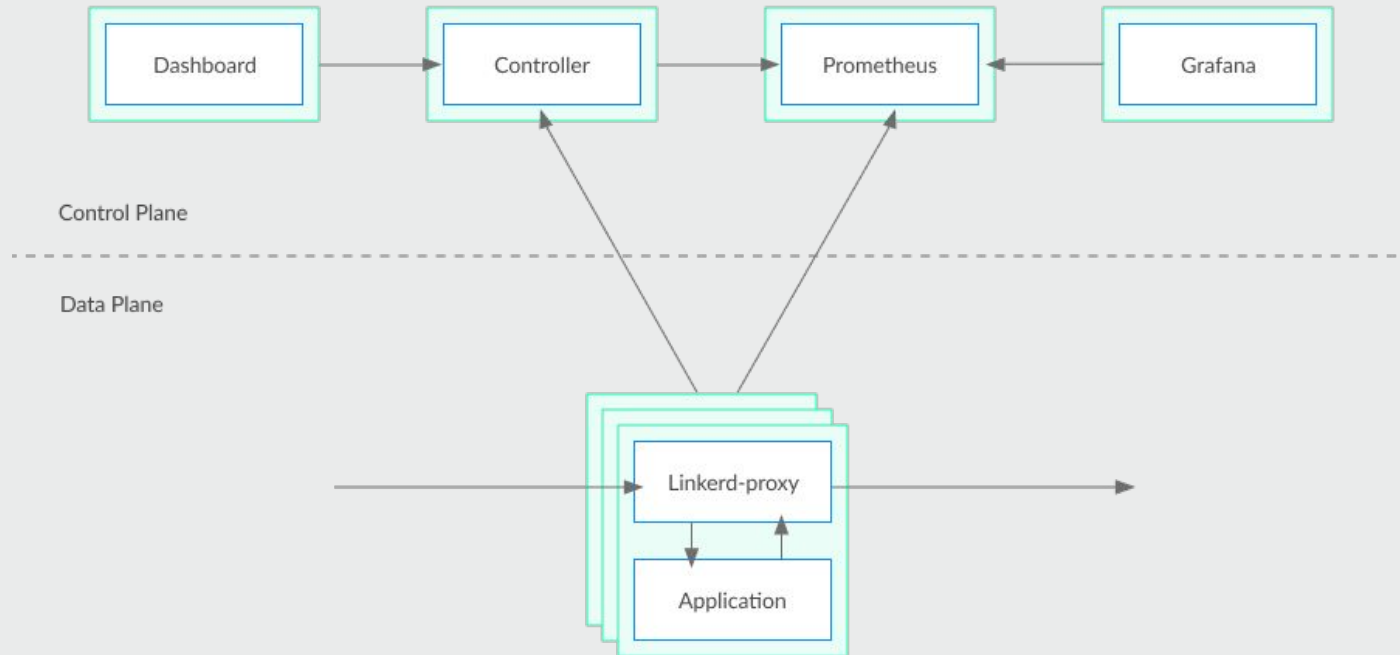 Dashboard
Controller
Prometheus
Grafana
Control Plane
Data Plane
Linkerd-proxy
Application